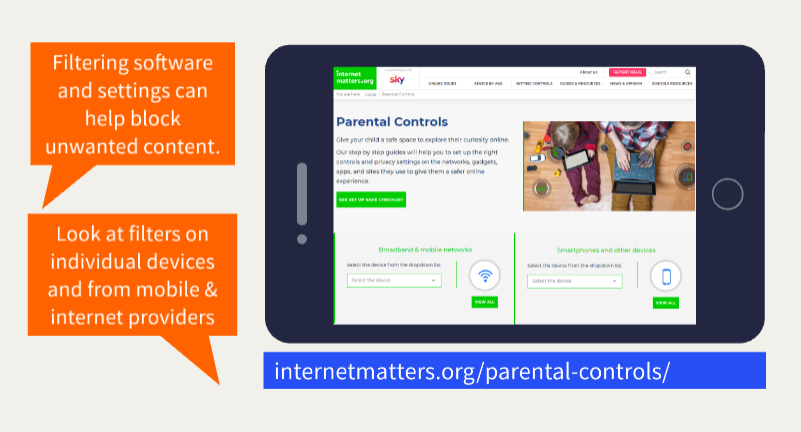 Filtering software
and settings can
help block
unwanted content.
Look at filters on
individual devices
and from mobile &
internet providers
internet
matters.org
sky
About us
REPORT ISSUE
Search
ONLINE ISSUES
ADVICE BY AGE
SETTING CONTROLS
GUIDES & RESOURCES
NEWS & OPINION
SCHOOLS RESOURCES
You are here: Home > Parental Controls
Parental Controls
Give your child a safe space to explore their curiosity online.
Our step by step guides will help you to set up the right
controls and privacy settings on the networks, gadgets,
apps, and sites they use to give them a safer online
experience.
SEE SET UP SAFE CHECKLIST
Broadband & mobile networks
Select the device from the dropdown list
Select the device
VIEW ALL
Smartphones and other devices
Select the device from the dropdown list
Select the device
VIEW ALL
internetmatters.org/parental-controls/